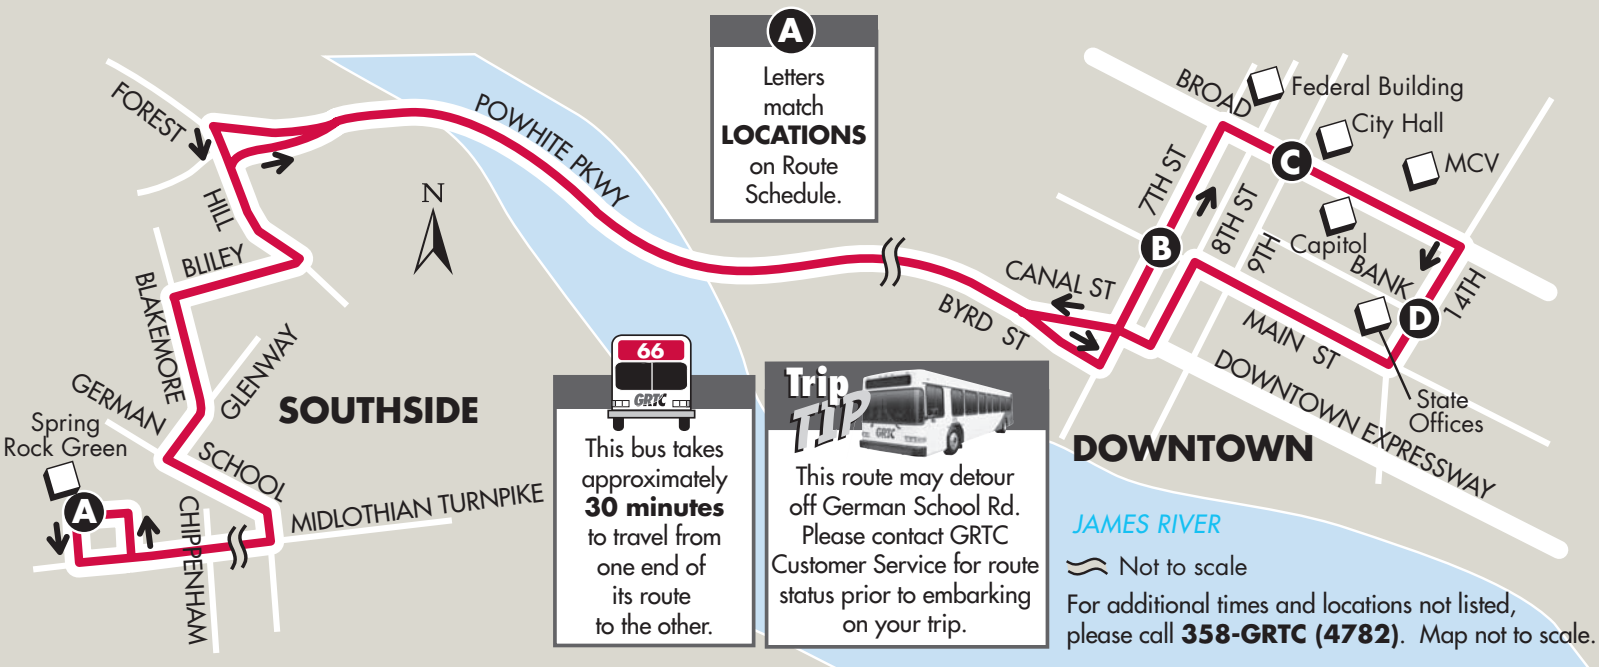 A
Letters
match
LOCATIONS
on Route
Schedule.
FOREST
HILL
POWHITE PKWY
N
BLILEY
BLAKEMORE
GLENWAY
GERMAN
SCHOOL
SOUTHSIDE
Spring
Rock Green
A
CHIPPENHAM
MIDLOTHIAN TURNPIKE
66
GRTC
This bus takes
approximately
30 minutes
to travel from
one end of
its route
to the other.
Trip
TIP
GRTC
This route may detour
off German School Rd.
Please contact GRTC
Customer Service for route
status prior to embarking
on your trip.
BROAD
Federal Building
City Hall
MCV
C
7TH ST
8TH ST
9TH
Capitol
BANK
B
14TH
D
CANAL ST
BYRD ST
MAIN ST
State
Offices
DOWNTOWN EXPRESSWAY
DOWNTOWN
JAMES RIVER
Not to scale
For additional times and locations not listed,
please call 358-GRTC (4782). Map not to scale.